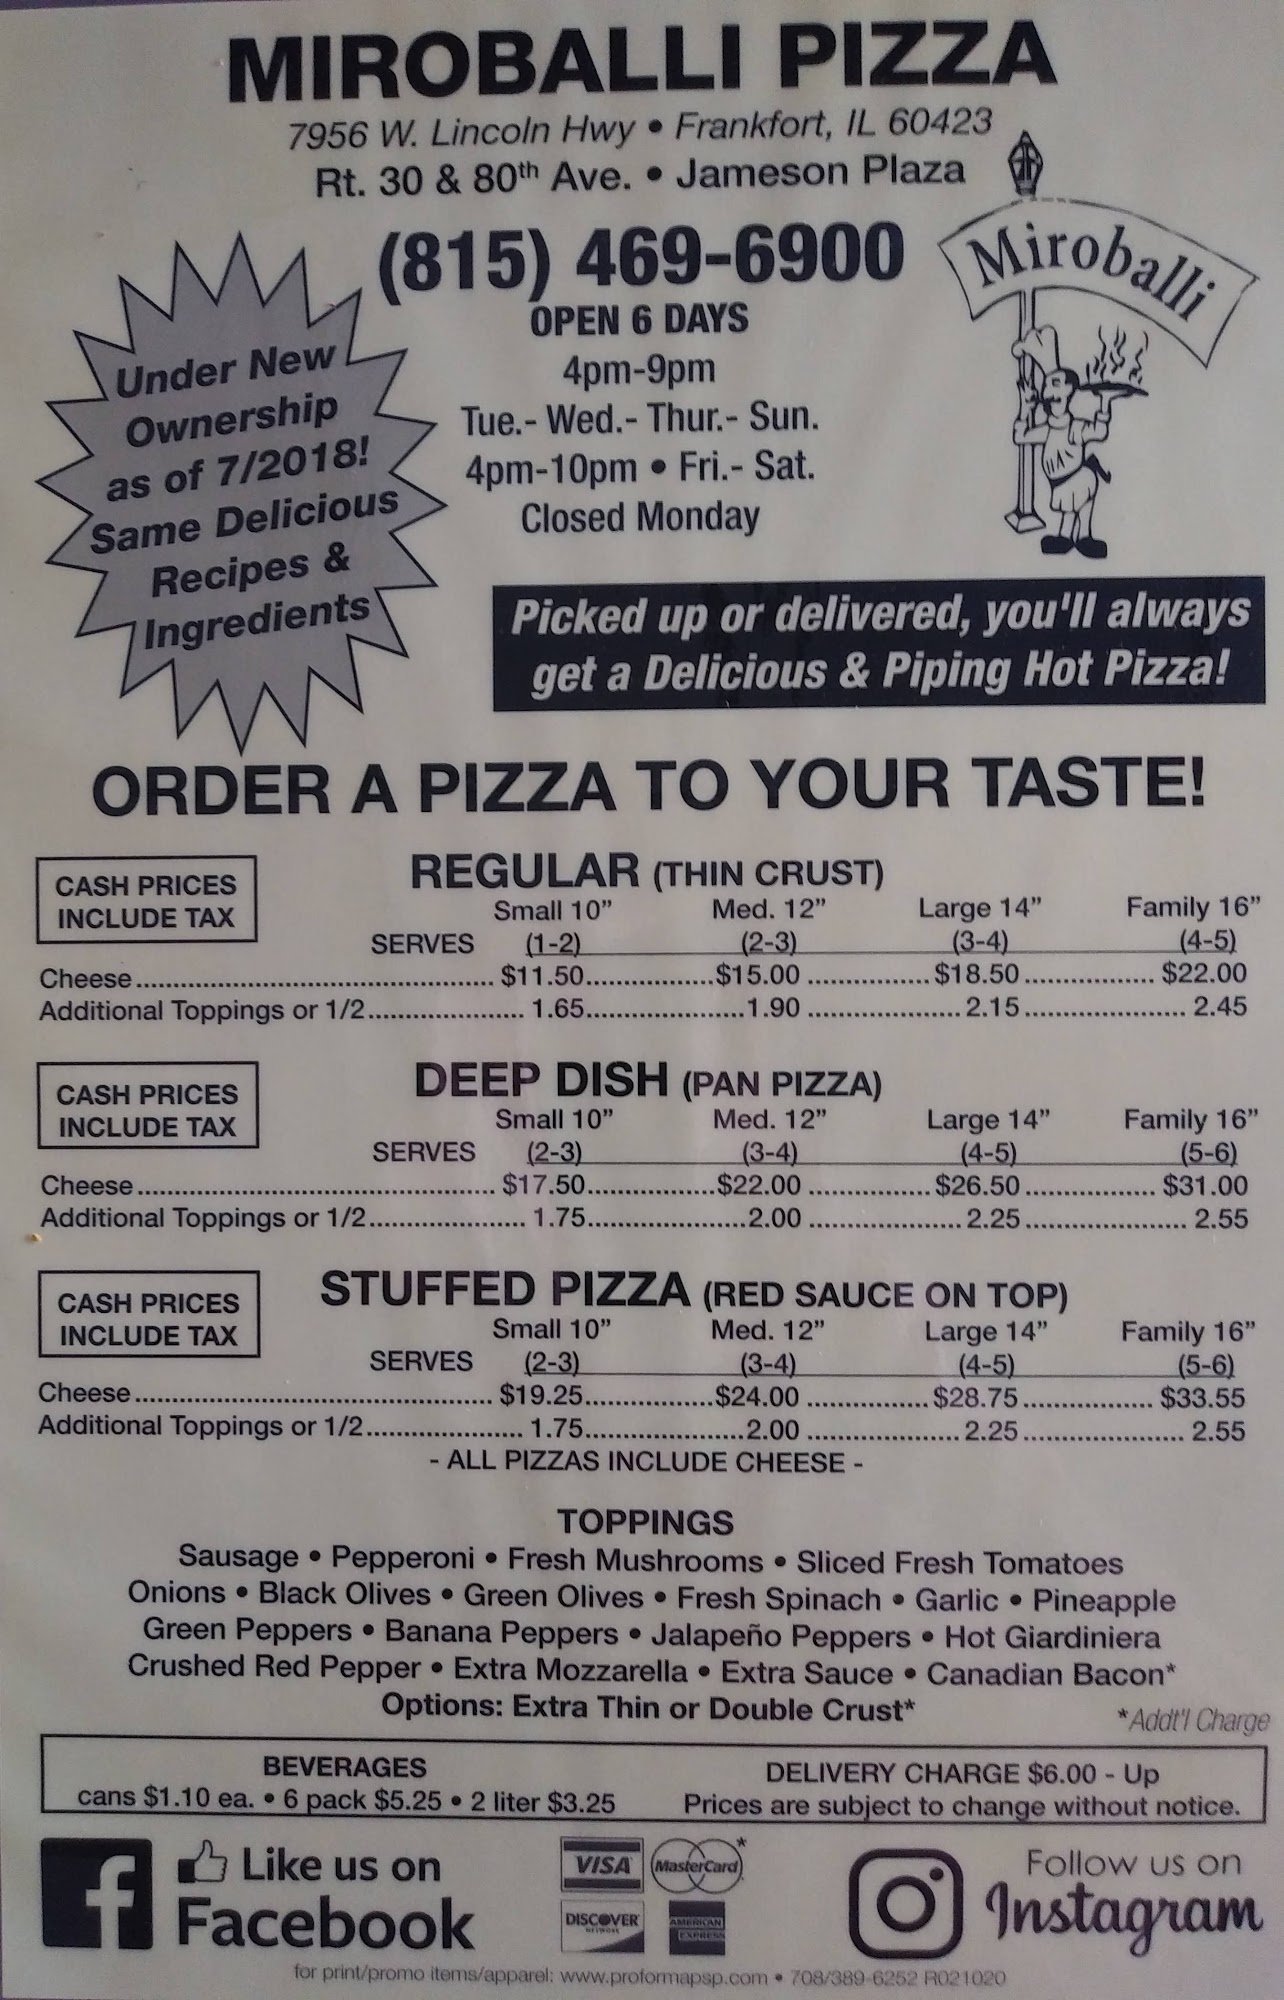 MIROBALLI PIZZA
7956 W. Lincoln Hwy • Frankfort, IL 60423
Rt. 30 & 80th Ave. • Jameson Plaza
(815) 469-6900
OPEN 6 DAYS
4pm-9pm
Tue.- Wed.- Thur.- Sun.
4pm-10pm • Fri.- Sat.
Closed Monday
Miroballi
Under New
Ownership
as of 7/2018!
Same Delicious
Recipes &
Ingredients
Picked up or delivered, you'll always
get a Delicious & Piping Hot Pizza!
ORDER A PIZZA TO YOUR TASTE!
CASH PRICES
INCLUDE TAX
REGULAR (THIN CRUST)
Small 10" Med. 12" Large 14" Family 16"
SERVES (1-2) (2-3) (3-4) (4-5)
Cheese $11.50 $15.00 $18.50 $22.00
Additional Toppings or 1/2 1.65 1.90 2.15 2.45
CASH PRICES
INCLUDE TAX
DEEP DISH (PAN PIZZA)
Small 10" Med. 12" Large 14" Family 16"
SERVES (2-3) (3-4) (4-5) (5-6)
Cheese $17.50 $22.00 $26.50 $31.00
Additional Toppings or 1/2 1.75 2.00 2.25 2.55
CASH PRICES
INCLUDE TAX
STUFFED PIZZA (RED SAUCE ON TOP)
Small 10" Med. 12" Large 14" Family 16"
SERVES (2-3) (3-4) (4-5) (5-6)
Cheese $19.25 $24.00 $28.75 $33.55
Additional Toppings or 1/2 1.75 2.00 2.25 2.55
- ALL PIZZAS INCLUDE CHEESE -
TOPPINGS
Sausage • Pepperoni • Fresh Mushrooms • Sliced Fresh Tomatoes
Onions • Black Olives • Green Olives • Fresh Spinach • Garlic • Pineapple
Green Peppers • Banana Peppers • Jalapeño Peppers • Hot Giardiniera
Crushed Red Pepper • Extra Mozzarella • Extra Sauce • Canadian Bacon*
Options: Extra Thin or Double Crust*
*Addt'l Charge
BEVERAGES
cans $1.10 ea. • 6 pack $5.25 • 2 liter $3.25
DELIVERY CHARGE $6.00 - Up
Prices are subject to change without notice.
f
Like us on
Facebook
VISA
MasterCard
*
DISCOVER
NETWORK
AMERICAN
EXPRESS
Follow us on
Instagram
for print/promo items/apparel: www.proformapsp.com • 708/389-6252 R021020